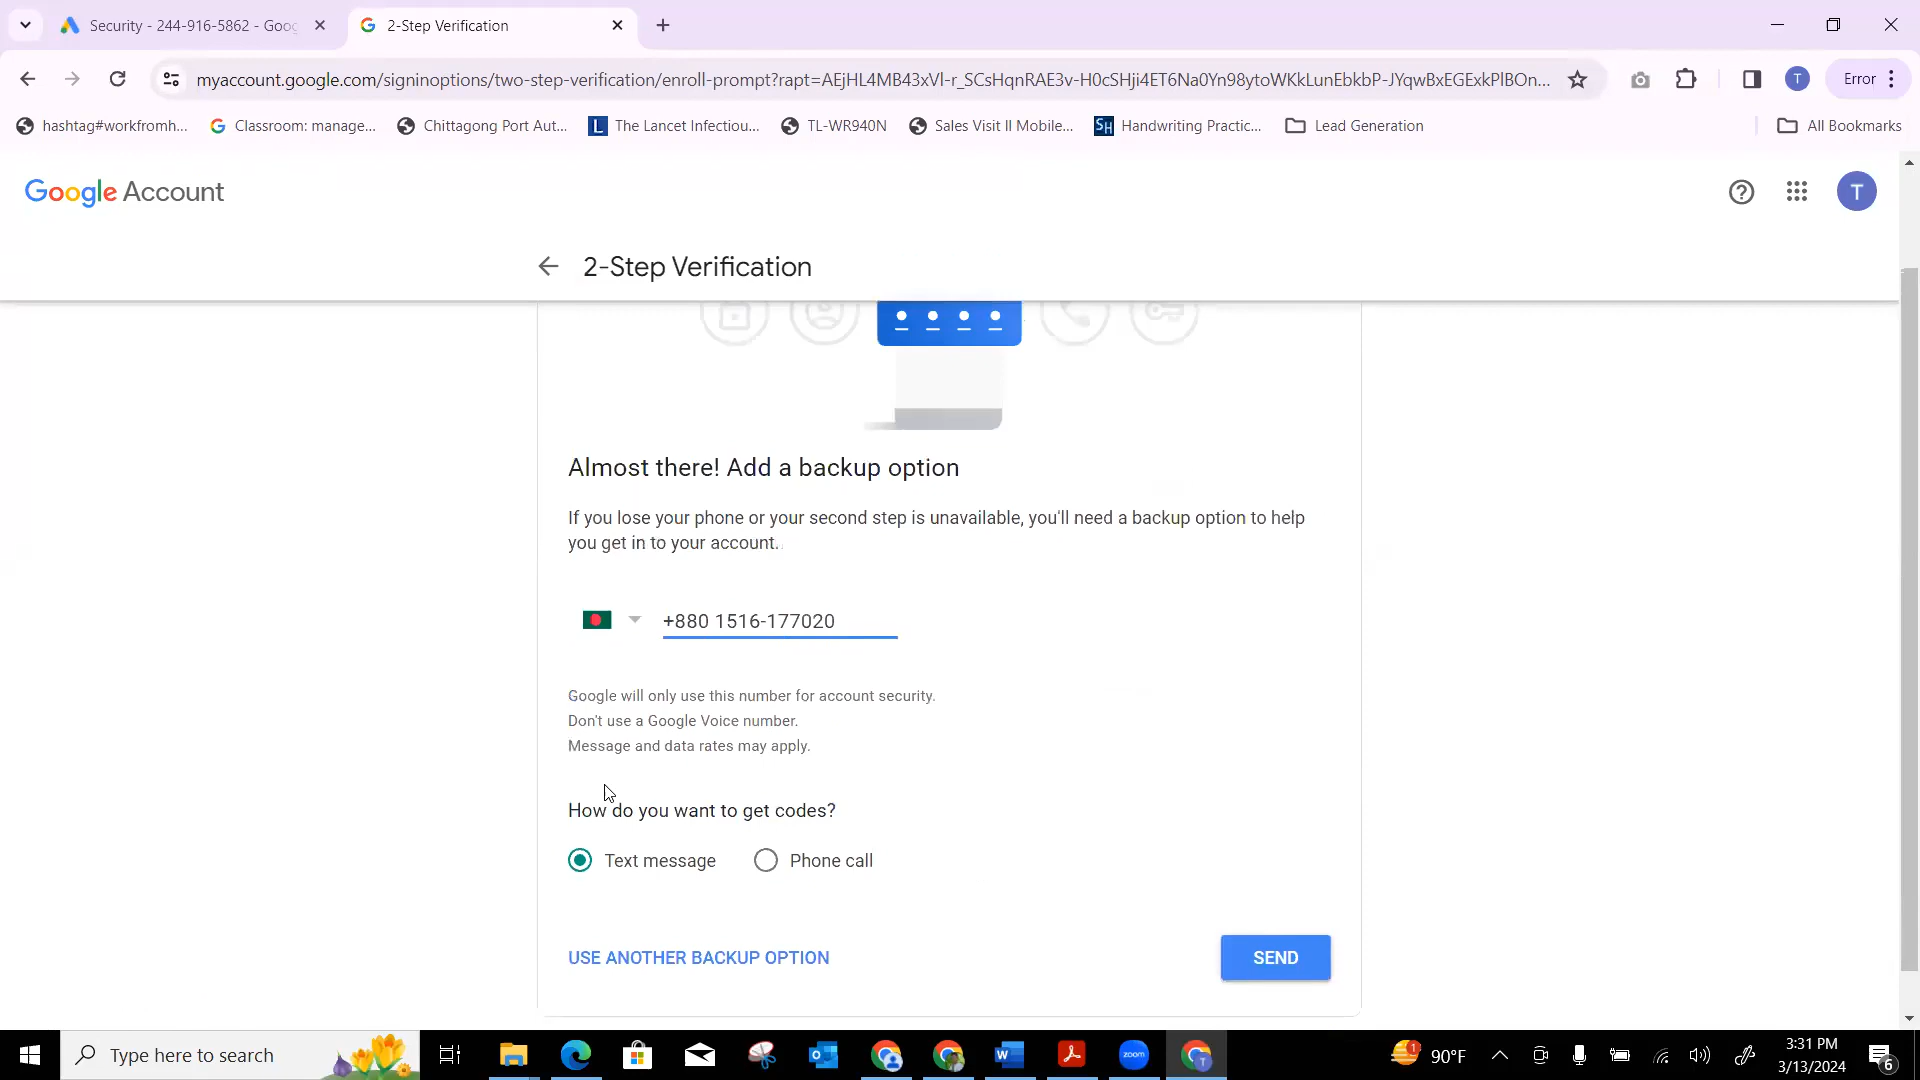 Security - 244-916-5862 - Goo
2-Step Verification
myaccount.google.com/signinoptions/two-step-verification/enroll-prompt?rapt=AEjHL4MB43xVl-r_SCsHqnRAE3v-H0cSHji4ET6Na0Yn98ytoWKkLunEbkbP-JYqwBxEGExkPlBOn...
T
Error
hashtag#workfromh...
Classroom: manage...
Chittagong Port Aut...
L
The Lancet Infectiou...
TL-WR940N
Sales Visit II Mobile...
SH
Handwriting Practic...
Lead Generation
All Bookmarks
Google Account
T
2-Step Verification
Almost there! Add a backup option
If you lose your phone or your second step is unavailable, you'll need a backup option to help
you get in to your account.
+880 1516-177020
Google will only use this number for account security.
Don't use a Google Voice number.
Message and data rates may apply.
How do you want to get codes?
Text message
Phone call
USE ANOTHER BACKUP OPTION
SEND
Type here to search
zoom
T
1
90°F
3:31 PM
3/13/2024
6